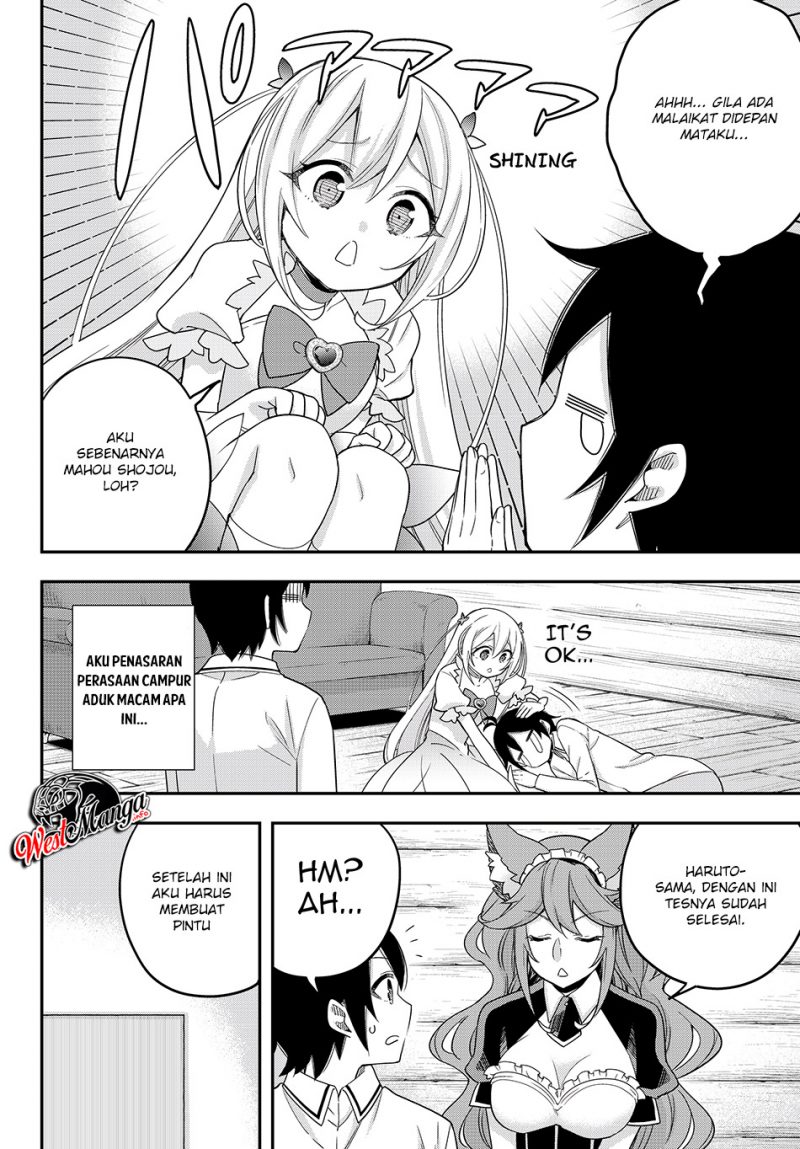 AHHH... GILA ADA
MALAIKAT DIDEPAN
MATAKU...
パアアアア
SHINING
AKU
SEBENARNYA
MAHOU SHOJOU,
LOH?
IT'S
OK...
AKU PENASARAN
PERASAAN CAMPUR
ADUK MACAM APA
INI...
WestManga
.info
HARUTO-
SAMA, DENGAN INI
TESNYA SUDAH
SELESAI.
HM?
AH...
SETELAH INI
AKU HARUS
MEMBUAT
PINTU